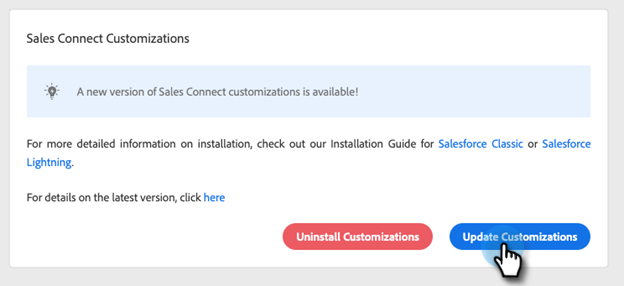 Sales Connect Customizations
A new version of Sales Connect customizations is available!
For more detailed information on installation, check out our Installation Guide for Salesforce Classic or Salesforce
Lightning.
For details on the latest version, click here
Uninstall Customizations
Update Customizations